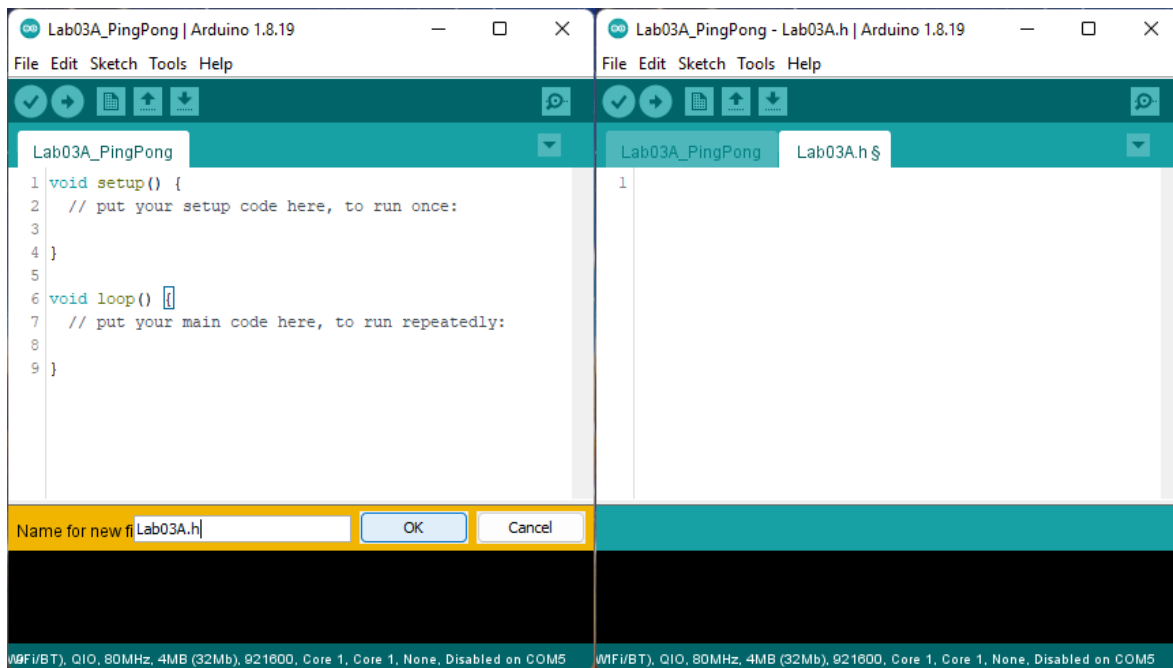 Lab03A_PingPong | Arduino 1.8.19
File Edit Sketch Tools Help
Lab03A_PingPong
1 void setup() {
2 // put your setup code here, to run once:
3
4 }
5
6 void loop() {
7 // put your main code here, to run repeatedly:
8
9 }
Name for new fi Lab03A.h
OK
Cancel
WiFi/BT), QIO, 80MHz, 4MB (32Mb), 921600, Core 1, Core 1, None, Disabled on COM5
Lab03A_PingPong - Lab03A.h | Arduino 1.8.19
File Edit Sketch Tools Help
Lab03A_PingPong Lab03A.h §
1
WiFi/BT), QIO, 80MHz, 4MB (32Mb), 921600, Core 1, Core 1, None, Disabled on COM5